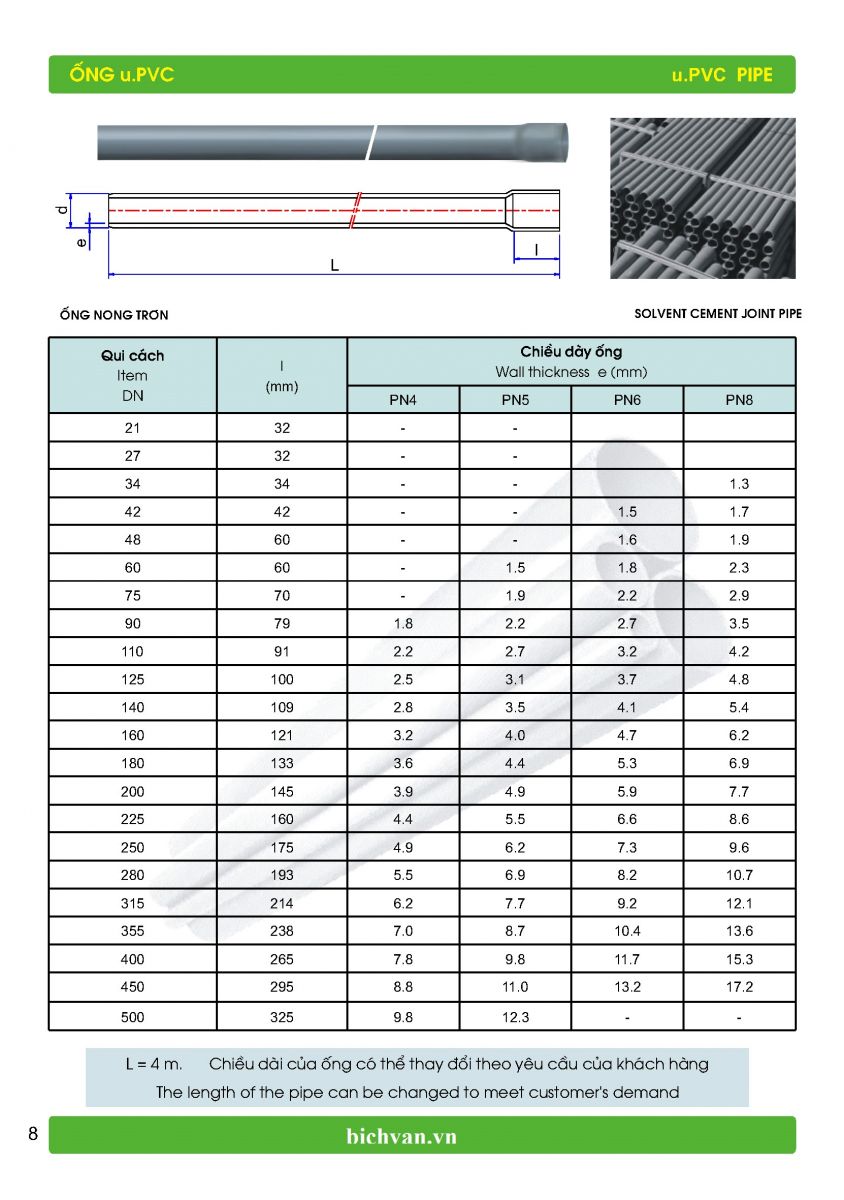 ỐNG u.PVC u.PVC PIPE
d
e
l
L
ỐNG NONG TRƠN SOLVENT CEMENT JOINT PIPE
Qui cách
Item
DN
l
(mm)
Chiều dày ống
Wall thickness e (mm)
PN4 PN5 PN6 PN8
21 32 - -
27 32 - -
34 34 - - 1.3
42 42 - - 1.5 1.7
48 60 - - 1.6 1.9
60 60 - 1.5 1.8 2.3
75 70 - 1.9 2.2 2.9
90 79 1.8 2.2 2.7 3.5
110 91 2.2 2.7 3.2 4.2
125 100 2.5 3.1 3.7 4.8
140 109 2.8 3.5 4.1 5.4
160 121 3.2 4.0 4.7 6.2
180 133 3.6 4.4 5.3 6.9
200 145 3.9 4.9 5.9 7.7
225 160 4.4 5.5 6.6 8.6
250 175 4.9 6.2 7.3 9.6
280 193 5.5 6.9 8.2 10.7
315 214 6.2 7.7 9.2 12.1
355 238 7.0 8.7 10.4 13.6
400 265 7.8 9.8 11.7 15.3
450 295 8.8 11.0 13.2 17.2
500 325 9.8 12.3 - -
L = 4 m. Chiều dài của ống có thể thay đổi theo yêu cầu của khách hàng
The length of the pipe can be changed to meet customer's demand
8 bichvan.vn